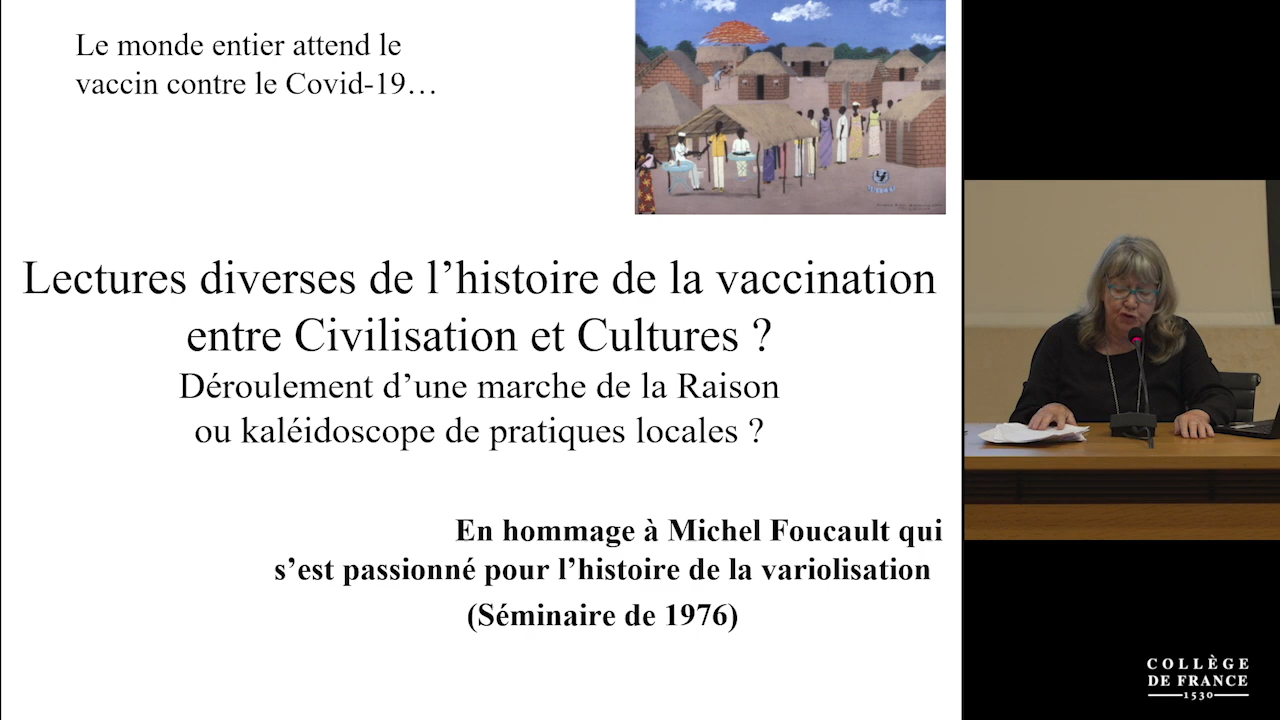 Le monde entier attend le
vaccin contre le Covid-19…
Lectures diverses de l’histoire de la vaccination
entre Civilisation et Cultures ?
Déroulement d’une marche de la Raison
ou kaléidoscope de pratiques locales ?
En hommage à Michel Foucault qui
s’est passionné pour l’histoire de la variolisation
(Séminaire de 1976)
COLLÈGE
DE FRANCE
1530